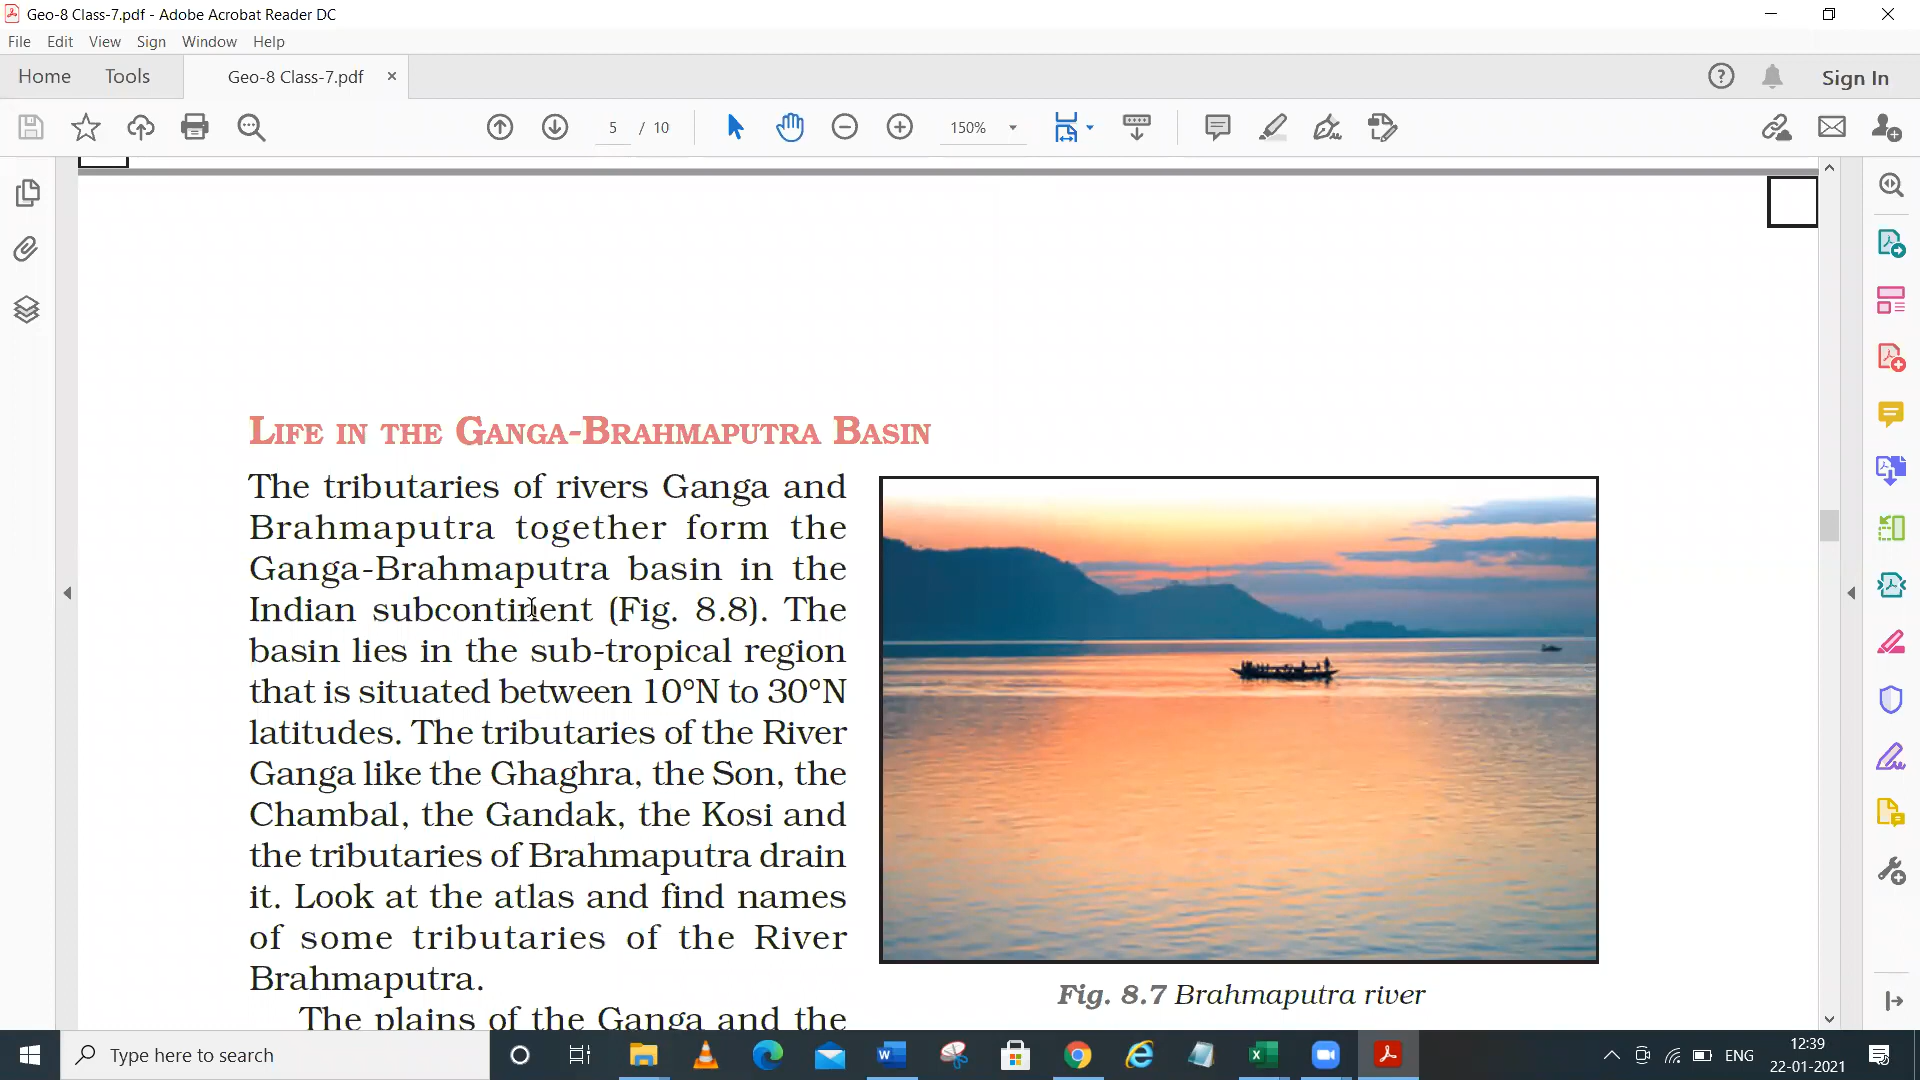 Geo-8 Class-7.pdf - Adobe Acrobat Reader DC
File Edit View Sign Window Help
Home Tools Geo-8 Class-7.pdf Sign In
5 / 10 150%
LIFE IN THE GANGA-BRAHMAPUTRA BASIN
The tributaries of rivers Ganga and
Brahmaputra together form the
Ganga-Brahmaputra basin in the
Indian subcontinent (Fig. 8.8). The
basin lies in the sub-tropical region
that is situated between 10°N to 30°N
latitudes. The tributaries of the River
Ganga like the Ghaghra, the Son, the
Chambal, the Gandak, the Kosi and
the tributaries of Brahmaputra drain
it. Look at the atlas and find names
of some tributaries of the River
Brahmaputra.
The plains of the Ganga and the
Fig. 8.7 Brahmaputra river
Type here to search
ENG
12:39
22-01-2021